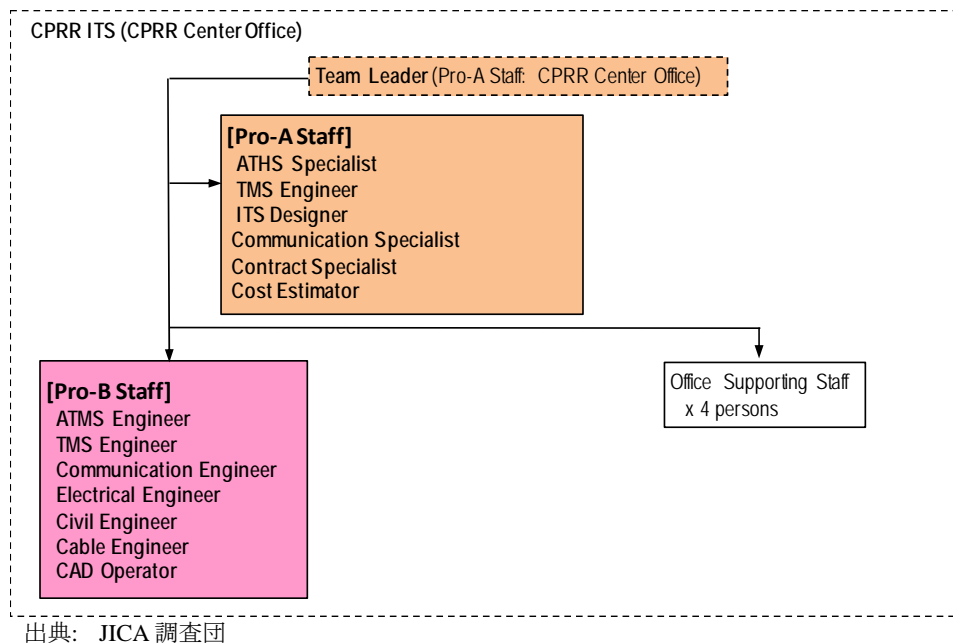 CPRR ITS (CPRR Center Office)
Team Leader (Pro-A Staff: CPRR Center Office)
[Pro-A Staff]
ATHS Specialist
TMS Engineer
ITS Designer
Communication Specialist
Contract Specialist
Cost Estimator
[Pro-B Staff]
ATMS Engineer
TMS Engineer
Communication Engineer
Electrical Engineer
Civil Engineer
Cable Engineer
CAD Operator
Office Supporting Staff
x 4 persons
出典: JICA 調査団